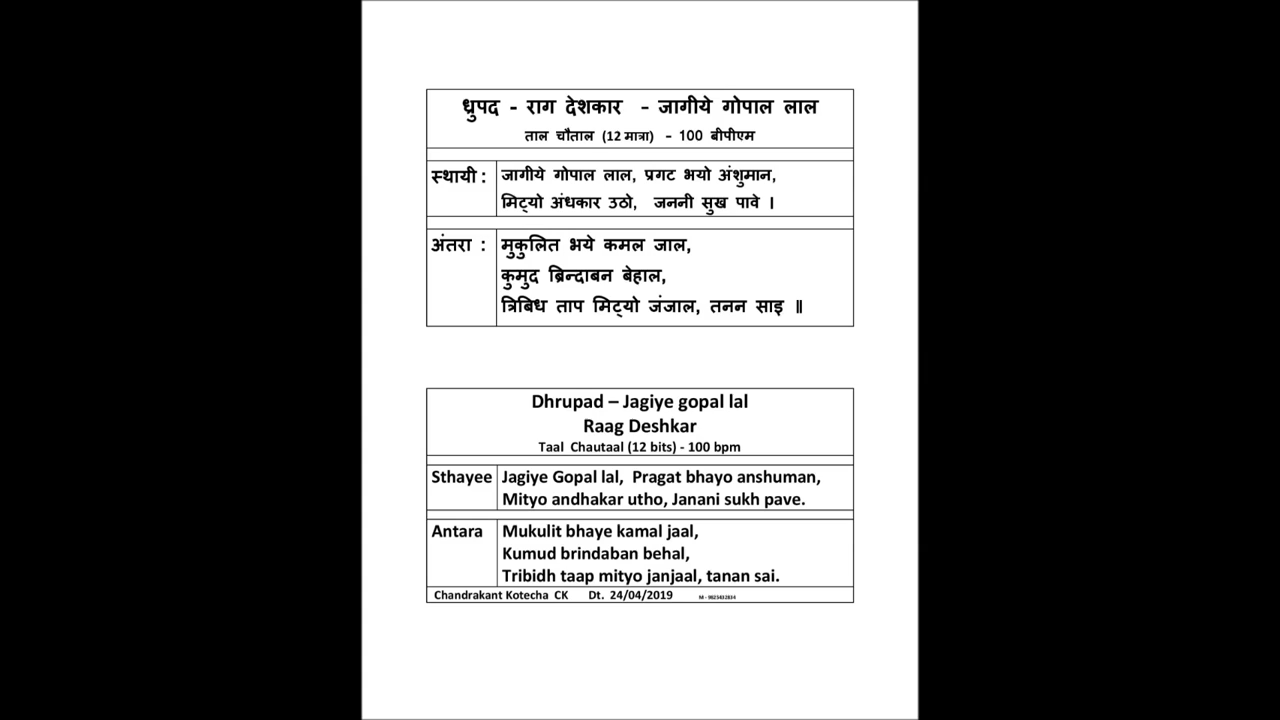 ध्रुपद - राग देशकार - जागीये गोपाल लाल
ताल चौताल (12 मात्रा) - 100 बीपीएम
स्थायी : जागीये गोपाल लाल, प्रगट भयो अंशुमान,
मिट्यो अंधकार उठो, जननी सुख पावे ।
अंतरा : मुकुलित भये कमल जाल,
कुमुद ब्रिन्दाबन बेहाल,
त्रिबिध ताप मिट्यो जंजाल, तनन साइ ॥
Dhrupad – Jagiye gopal lal
Raag Deshkar
Taal Chautaal (12 bits) - 100 bpm
Sthayee Jagiye Gopal lal, Pragat bhayo anshuman,
Mityo andhakar utho, Janani sukh pave.
Antara Mukulit bhaye kamal jaal,
Kumud brindaban behal,
Tribidh taap mityo janjaal, tanan sai.
Chandrakant Kotecha CK Dt. 24/04/2019